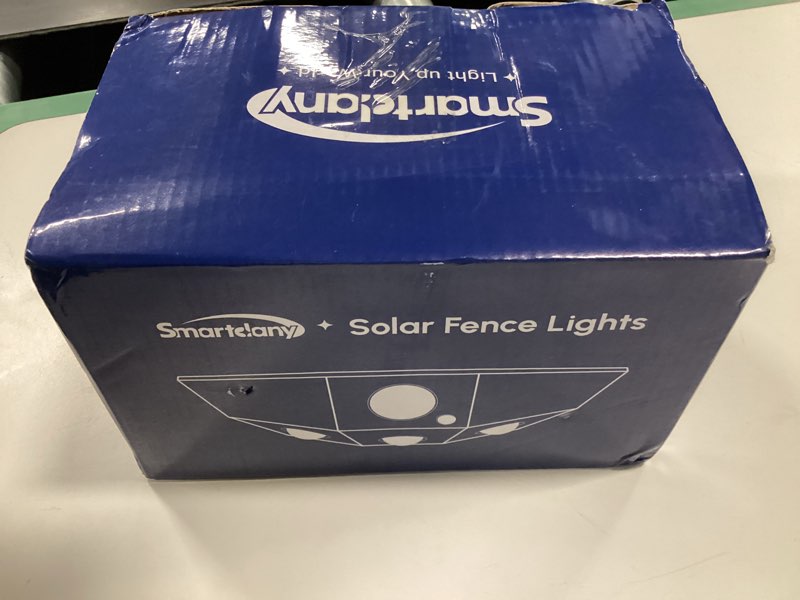 ✦ Light up Your World ✦
Smartelany
Smartelany ✦ Solar Fence Lights